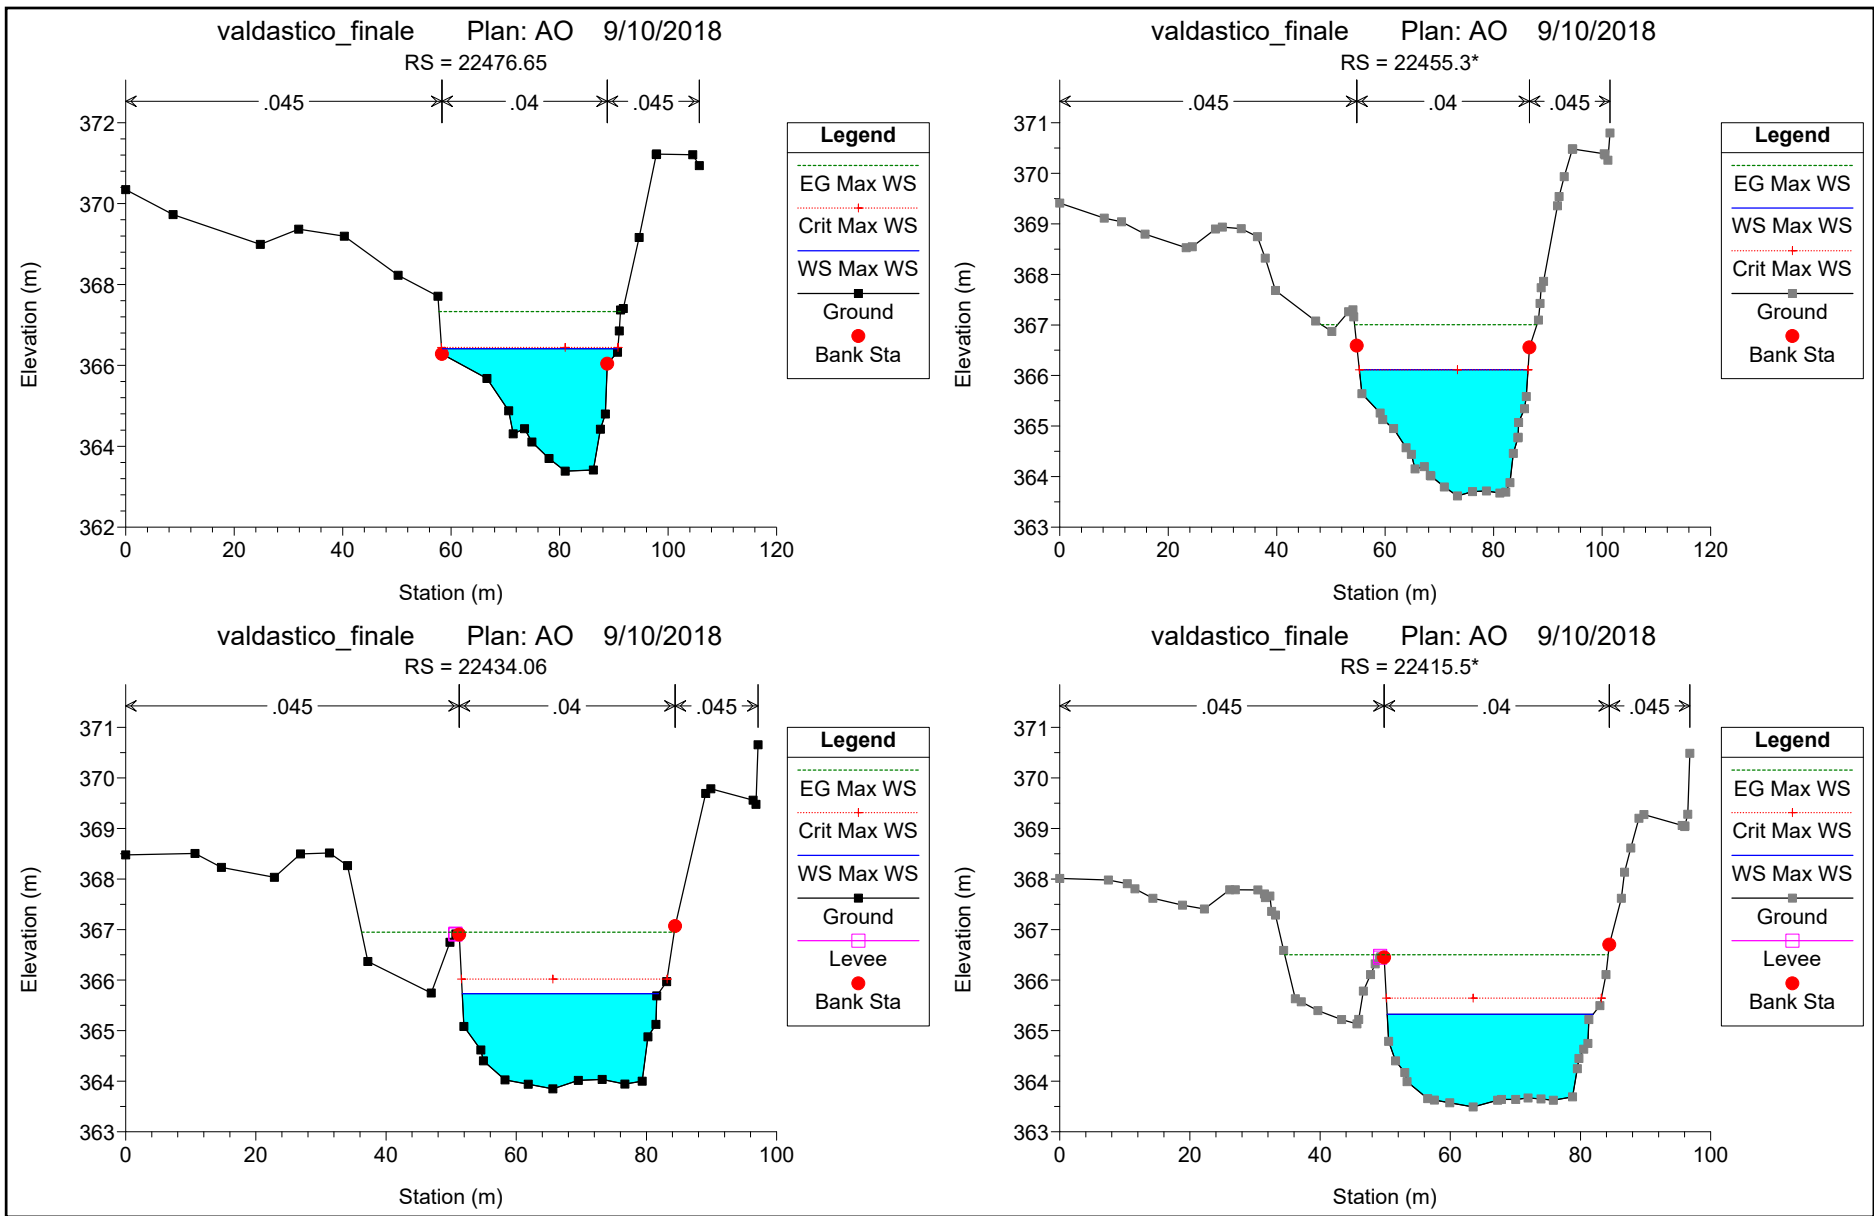 valdastico_finale Plan: AO 9/10/2018
RS = 22476.65
.045 .04 .045
372
370
368
366
364
362
Elevation (m)
0 20 40 60 80 100 120
Station (m)
Legend
EG Max WS
Crit Max WS
WS Max WS
Ground
Bank Sta
valdastico_finale Plan: AO 9/10/2018
RS = 22455.3*
.045 .04 .045
371
370
369
368
367
366
365
364
363
Elevation (m)
0 20 40 60 80 100 120
Station (m)
Legend
EG Max WS
WS Max WS
Crit Max WS
Ground
Bank Sta
valdastico_finale Plan: AO 9/10/2018
RS = 22434.06
.045 .04 .045
371
370
369
368
367
366
365
364
363
Elevation (m)
0 20 40 60 80 100
Station (m)
Legend
EG Max WS
Crit Max WS
WS Max WS
Ground
Levee
Bank Sta
valdastico_finale Plan: AO 9/10/2018
RS = 22415.5*
.045 .04 .045
371
370
369
368
367
366
365
364
363
Elevation (m)
0 20 40 60 80 100
Station (m)
Legend
EG Max WS
Crit Max WS
WS Max WS
Ground
Levee
Bank Sta